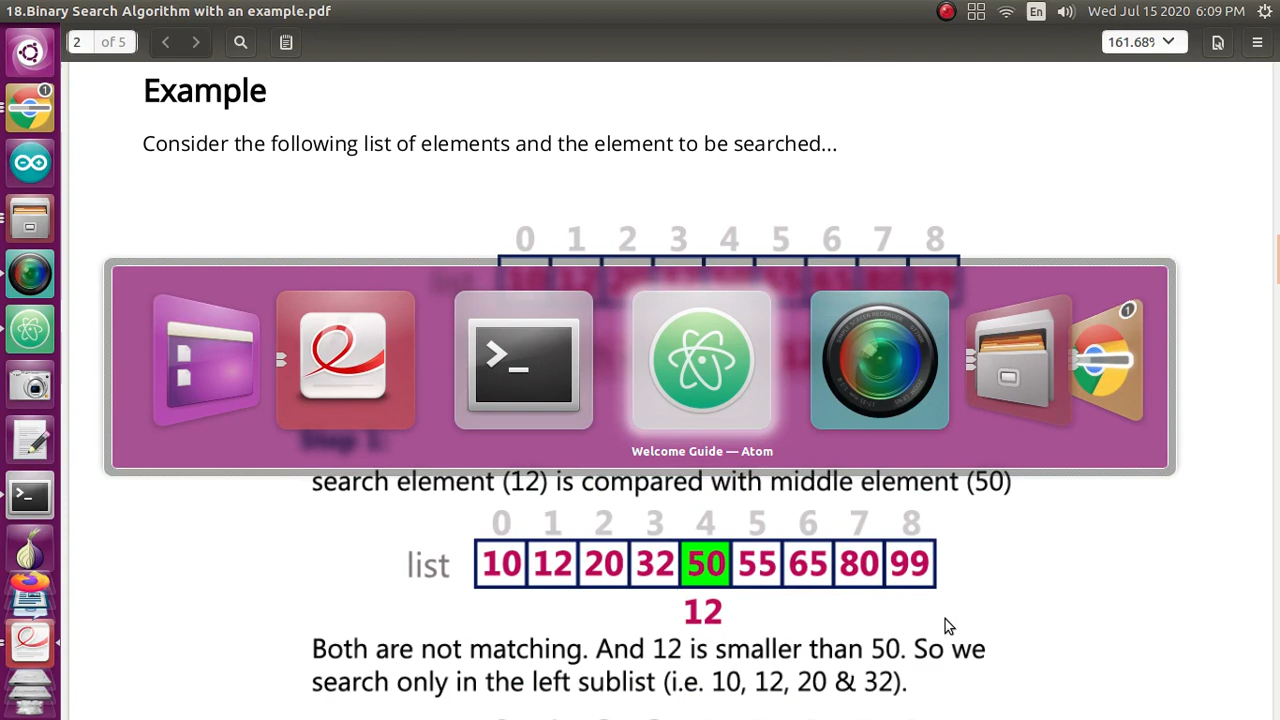 18.Binary Search Algorithm with an example.pdf
En
Wed Jul 15 2020 6:09 PM
2 of 5
161.68%
Example
Consider the following list of elements and the element to be searched...
0 1 2 3 4 5 6 7 8
1
1
Welcome Guide — Atom
Step 1:
search element (12) is compared with middle element (50)
0 1 2 3 4 5 6 7 8
list 10 12 20 32 50 55 65 80 99
12
Both are not matching. And 12 is smaller than 50. So we
search only in the left sublist (i.e. 10, 12, 20 & 32).